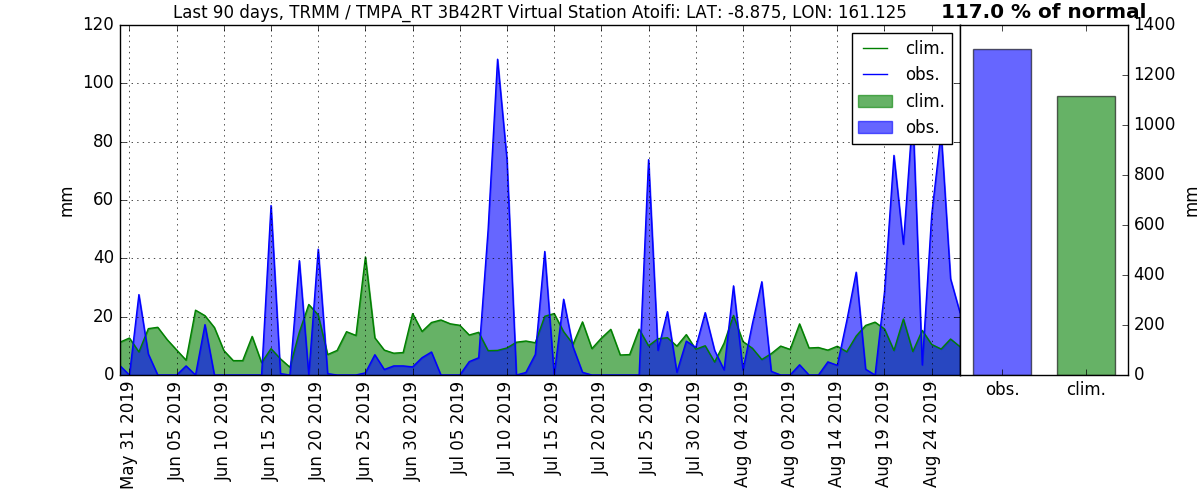 Last 90 days, TRMM / TMPA_RT 3B42RT Virtual Station Atoifi: LAT: -8.875, LON: 161.125
117.0 % of normal
120
100
80
60
40
20
0
mm
clim.
obs.
clim.
obs.
1400
1200
1000
800
600
400
200
0
mm
obs.
clim.
May 31 2019
Jun 05 2019
Jun 10 2019
Jun 15 2019
Jun 20 2019
Jun 25 2019
Jun 30 2019
Jul 05 2019
Jul 10 2019
Jul 15 2019
Jul 20 2019
Jul 25 2019
Jul 30 2019
Aug 04 2019
Aug 09 2019
Aug 14 2019
Aug 19 2019
Aug 24 2019